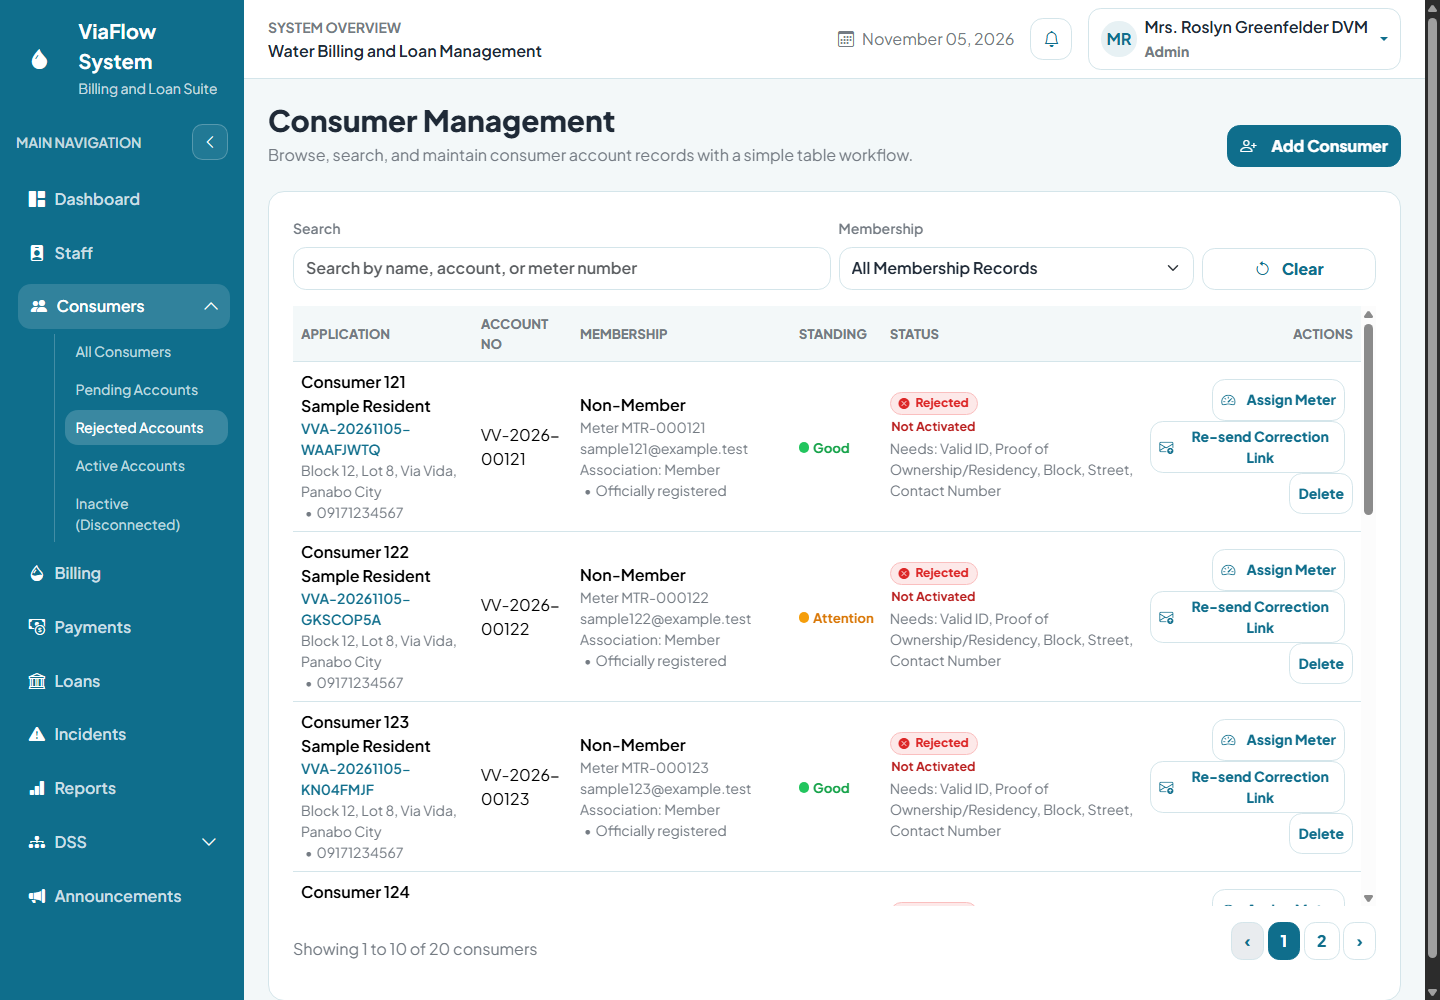 ViaFlow
System
Billing and Loan Suite
MAIN NAVIGATION
Dashboard
Staff
Consumers
All Consumers
Pending Accounts
Rejected Accounts
Active Accounts
Inactive
(Disconnected)
Billing
Payments
Loans
Incidents
Reports
DSS
Announcements
SYSTEM OVERVIEW
Water Billing and Loan Management
November 05, 2026
MR
Mrs. Roslyn Greenfelder DVM
Admin
Consumer Management
Browse, search, and maintain consumer account records with a simple table workflow.
Add Consumer
Search
Membership
Search by name, account, or meter number
All Membership Records
Clear
APPLICATION
ACCOUNT
NO
MEMBERSHIP
STANDING
STATUS
ACTIONS
Consumer 121
Sample Resident
VVA-20261105-
WAAFJWTQ
Block 12, Lot 8, Via Vida,
Panabo City
• 09171234567
VV-2026-
00121
Non-Member
Meter MTR-000121
sample121@example.test
Association: Member
• Officially registered
Good
Rejected
Not Activated
Needs: Valid ID, Proof of
Ownership/Residency, Block, Street,
Contact Number
Assign Meter
Re-send Correction
Link
Delete
Consumer 122
Sample Resident
VVA-20261105-
GKSCOP5A
Block 12, Lot 8, Via Vida,
Panabo City
• 09171234567
VV-2026-
00122
Non-Member
Meter MTR-000122
sample122@example.test
Association: Member
• Officially registered
Attention
Rejected
Not Activated
Needs: Valid ID, Proof of
Ownership/Residency, Block, Street,
Contact Number
Assign Meter
Re-send Correction
Link
Delete
Consumer 123
Sample Resident
VVA-20261105-
KN04FMJF
Block 12, Lot 8, Via Vida,
Panabo City
• 09171234567
VV-2026-
00123
Non-Member
Meter MTR-000123
sample123@example.test
Association: Member
• Officially registered
Good
Rejected
Not Activated
Needs: Valid ID, Proof of
Ownership/Residency, Block, Street,
Contact Number
Assign Meter
Re-send Correction
Link
Delete
Consumer 124
Showing 1 to 10 of 20 consumers
‹ 1 2 ›